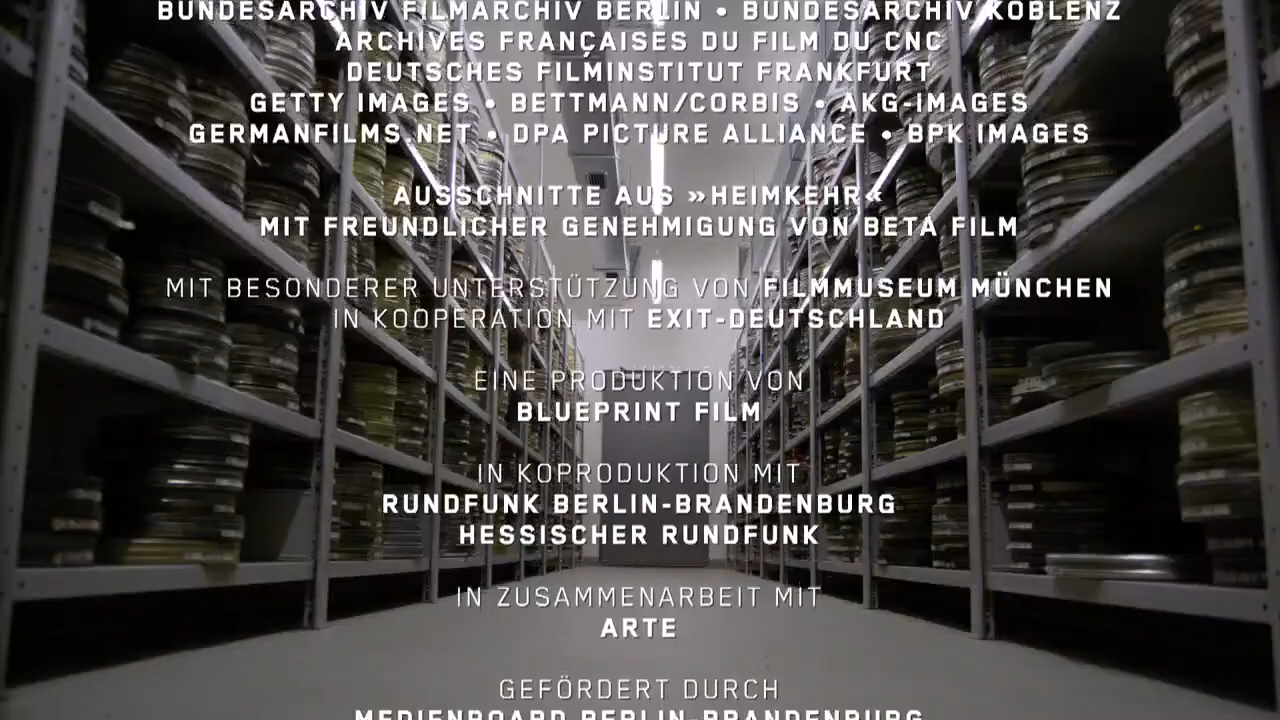 BUNDESARCHIV FILMARCHIV BERLIN • BUNDESARCHIV KOBLENZ
ARCHIVES FRANÇAISES DU FILM DU CNC
DEUTSCHES FILMINSTITUT FRANKFURT
GETTY IMAGES • BETTMANN/CORBIS • AKG-IMAGES
GERMANFILMS.NET • DPA PICTURE ALLIANCE • BPK IMAGES
AUSSCHNITTE AUS »HEIMKEHR«
MIT FREUNDLICHER GENEHMIGUNG VON BETA FILM
MIT BESONDERER UNTERSTÜTZUNG VON FILMMUSEUM MÜNCHEN
IN KOOPERATION MIT EXIT-DEUTSCHLAND
EINE PRODUKTION VON
BLUEPRINT FILM
IN KOPRODUKTION MIT
RUNDFUNK BERLIN-BRANDENBURG
HESSISCHER RUNDFUNK
IN ZUSAMMENARBEIT MIT
ARTE
GEFÖRDERT DURCH
MEDIENBOARD BERLIN-BRANDENBURG